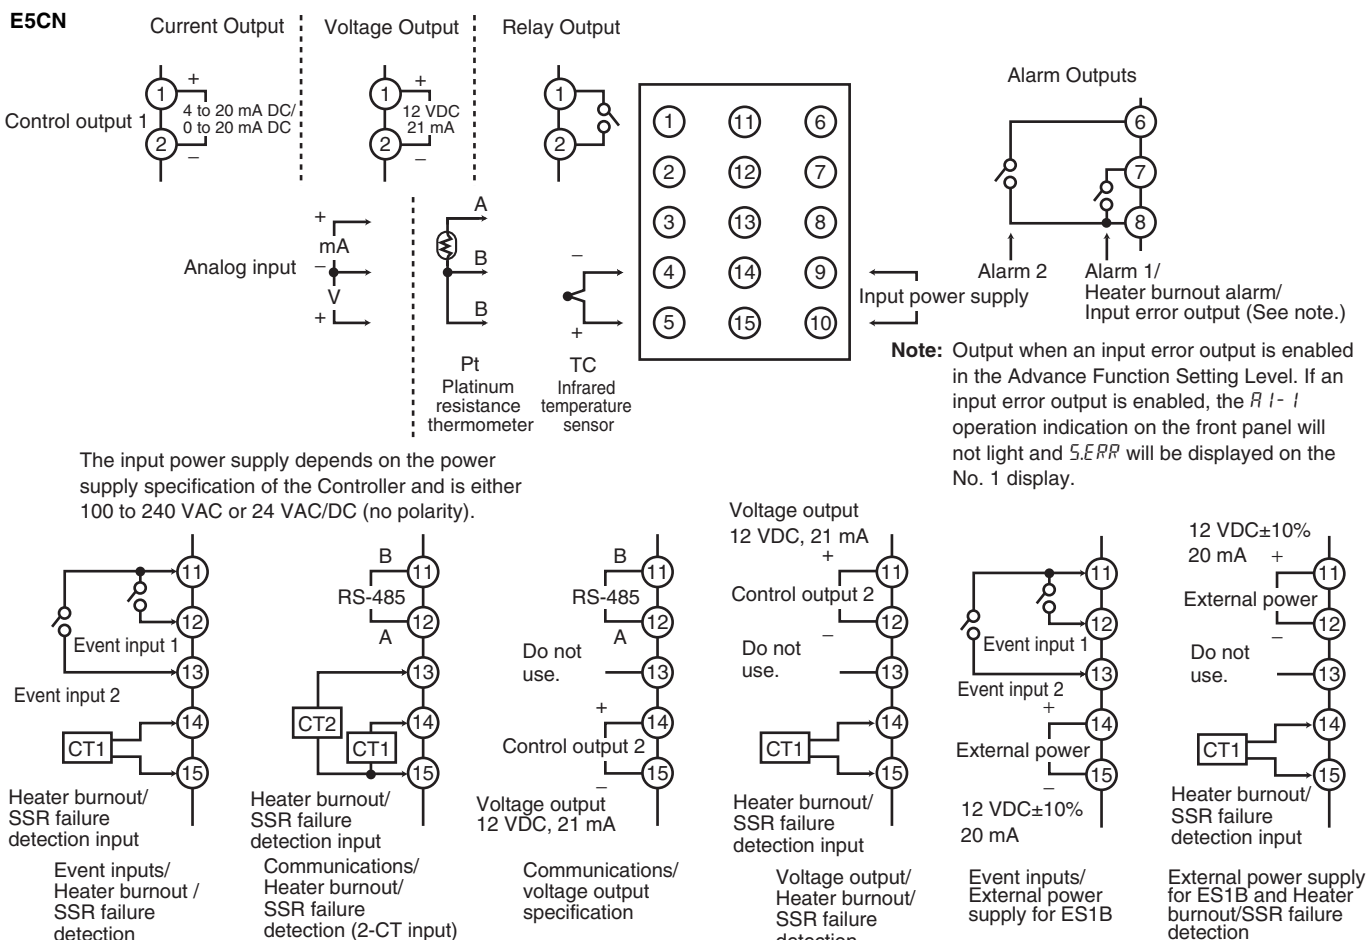 E5CN
Current Output
Voltage Output
Relay Output
Control output 1
1
+
4 to 20 mA DC/
0 to 20 mA DC
2
−
1
+
12 VDC
21 mA
2
−
1
2
1 11 6
2 12 7
3 13 8
4 14 9
5 15 10
Alarm Outputs
6
7
8
Alarm 2
Alarm 1/
Heater burnout alarm/
Input error output (See note.)
Analog input
+
mA
−
V
+
A
B
B
Pt
Platinum
resistance
thermometer
−
+
TC
Infrared
temperature
sensor
Input power supply
Note: Output when an input error output is enabled
in the Advance Function Setting Level. If an
input error output is enabled, the A1-1
operation indication on the front panel will
not light and S.ERR will be displayed on the
No. 1 display.
The input power supply depends on the power
supply specification of the Controller and is either
100 to 240 VAC or 24 VAC/DC (no polarity).
11
12
Event input 1
13
Event input 2
14
CT1
15
Heater burnout/
SSR failure
detection input
Event inputs/
Heater burnout /
SSR failure
detection
B
11
RS-485
12
A
13
CT2
14
CT1
15
Heater burnout/
SSR failure
detection input
Communications/
Heater burnout/
SSR failure
detection (2-CT input)
B
11
RS-485
12
A
Do not
use.
13
+
14
Control output 2
15
−
Voltage output
12 VDC, 21 mA
Communications/
voltage output
specification
Voltage output
12 VDC, 21 mA
+
11
Control output 2
12
−
Do not
use.
13
14
CT1
15
Heater burnout/
SSR failure
detection input
Voltage output/
Heater burnout/
SSR failure
detection
11
12
Event input 1
13
Event input 2
+
14
External power
15
−
12 VDC±10%
20 mA
Event inputs/
External power
supply for ES1B
12 VDC±10%
20 mA +
11
External power
12
−
Do not
use.
13
14
CT1
15
Heater burnout/
SSR failure
detection input
External power supply
for ES1B and Heater
burnout/SSR failure
detection